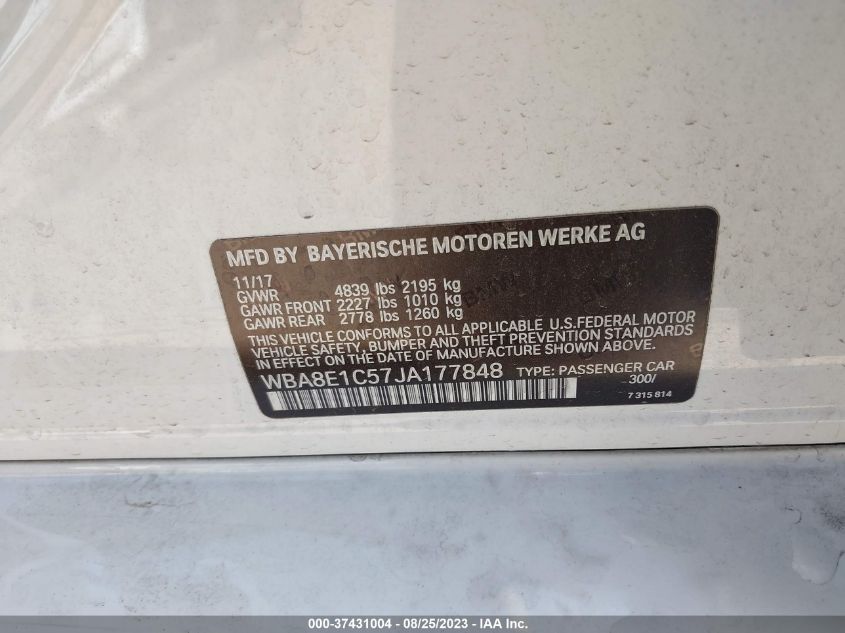 MFD BY BAYERISCHE MOTOREN WERKE AG
11/17
GVWR 4839 lbs 2195 kg
GAWR FRONT 2227 lbs 1010 kg
GAWR REAR 2778 lbs 1260 kg
THIS VEHICLE CONFORMS TO ALL APPLICABLE U.S.FEDERAL MOTOR
VEHICLE SAFETY, BUMPER AND THEFT PREVENTION STANDARDS
IN EFFECT ON THE DATE OF MANUFACTURE SHOWN ABOVE.
WBA8E1C57JA177848 TYPE: PASSENGER CAR
300/
7 315 814
000-37431004 - 08/25/2023 - IAA Inc.